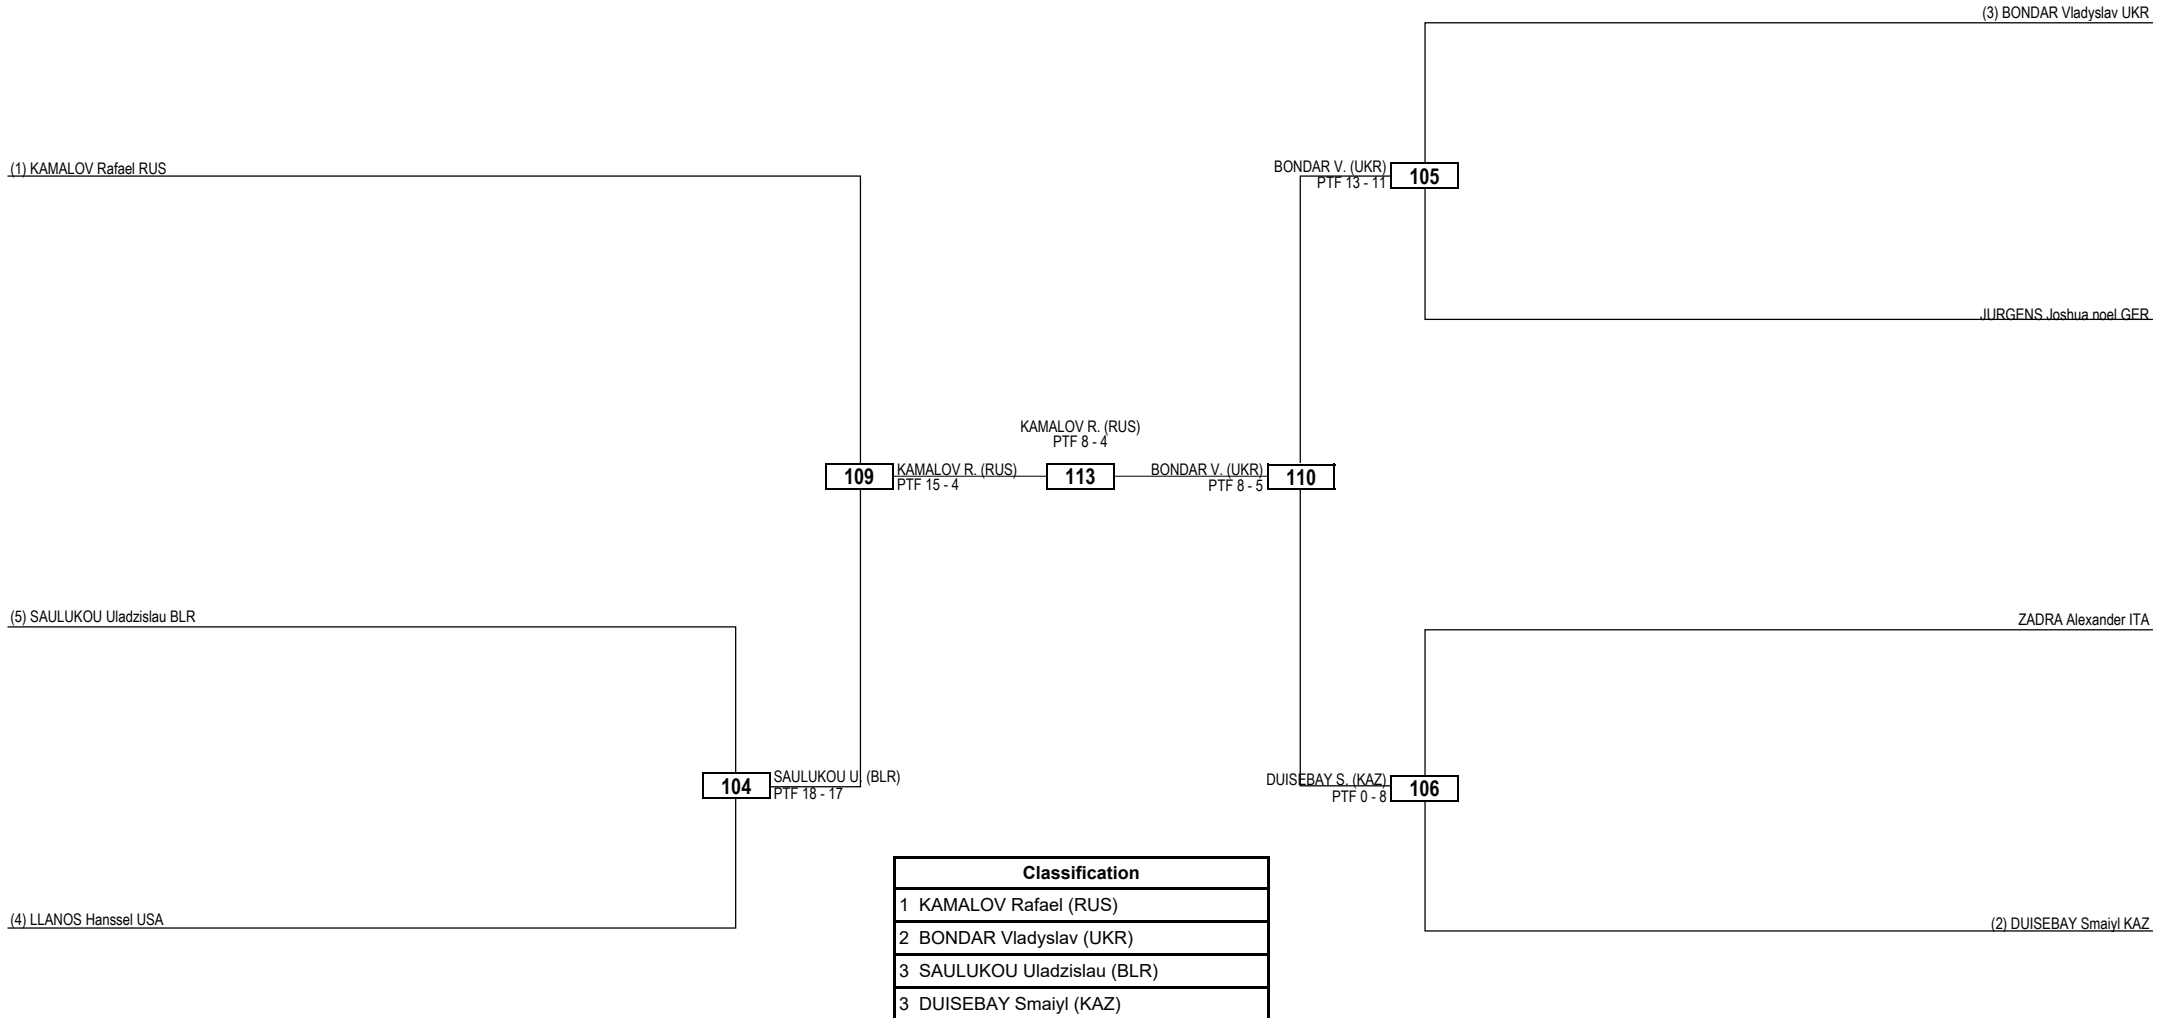 (3) BONDAR Vladyslav UKR
(1) KAMALOV Rafael RUS
BONDAR V. (UKR)
PTF 13 - 11
105
JURGENS Joshua noel GER
KAMALOV R. (RUS)
PTF 8 - 4
109
KAMALOV R. (RUS)
PTF 15 - 4
113
BONDAR V. (UKR)
PTF 8 - 5
110
(5) SAULUKOU Uladzislau BLR
ZADRA Alexander ITA
104
SAULUKOU U. (BLR)
PTF 18 - 17
DUISEBAY S. (KAZ)
PTF 0 - 8
106
(4) LLANOS Hanssel USA
(2) DUISEBAY Smaiyl KAZ
Classification
1 KAMALOV Rafael (RUS)
2 BONDAR Vladyslav (UKR)
3 SAULUKOU Uladzislau (BLR)
3 DUISEBAY Smaiyl (KAZ)